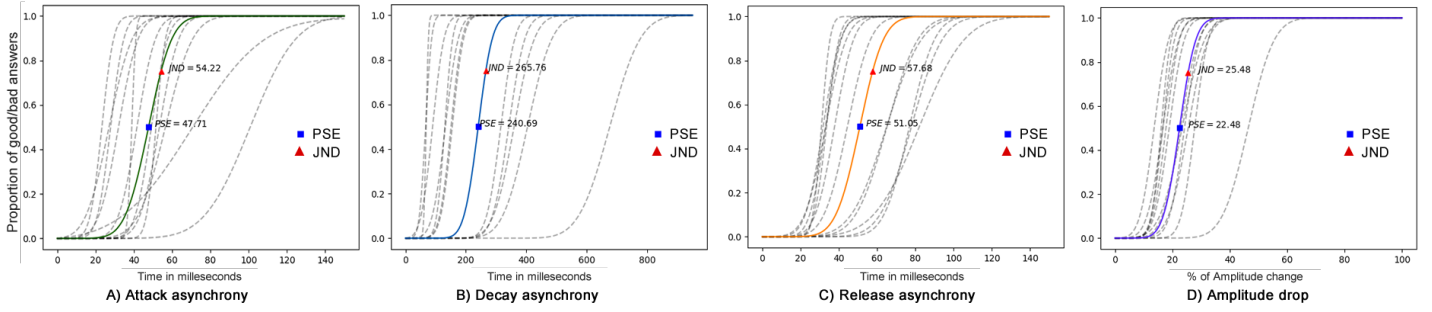 Proportion of good/bad answers
1.0
0.8
0.6
0.4
0.2
0.0
JND = 54.22
PSE = 47.71
PSE
JND
0 20 40 60 80 100 120 140
Time in milleseconds
A) Attack asynchrony
1.0
0.8
0.6
0.4
0.2
0.0
JND = 265.76
PSE = 240.69
PSE
JND
0 200 400 600 800
Time in milleseconds
B) Decay asynchrony
1.0
0.8
0.6
0.4
0.2
0.0
JND = 57.68
PSE = 51.05
PSE
JND
0 20 40 60 80 100 120 140
Time in milleseconds
C) Release asynchrony
1.0
0.8
0.6
0.4
0.2
0.0
JND = 25.48
PSE = 22.48
PSE
JND
0 20 40 60 80 100
% of Amplitude change
D) Amplitude drop